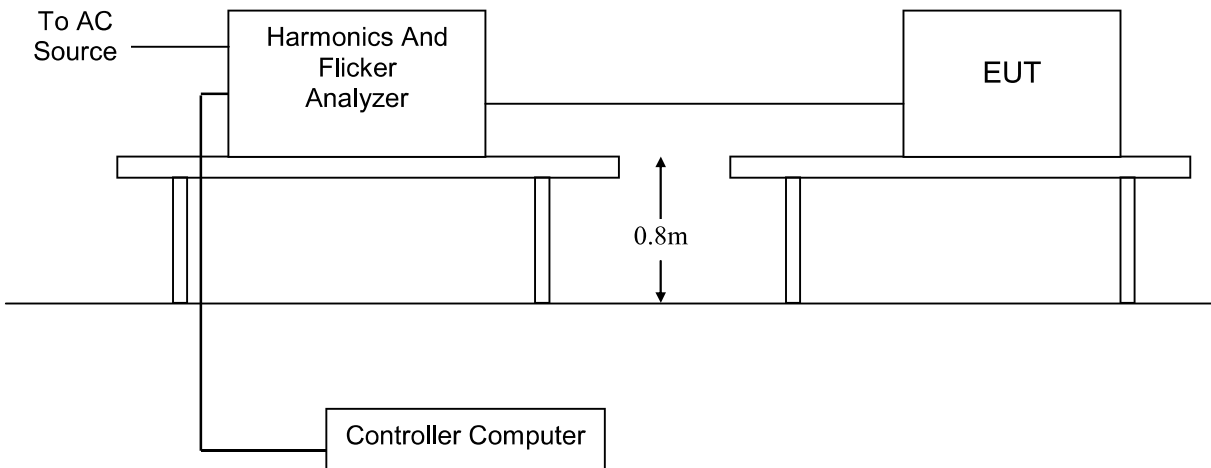 To AC
Source
Harmonics And
Flicker
Analyzer
EUT
0.8m
Controller Computer